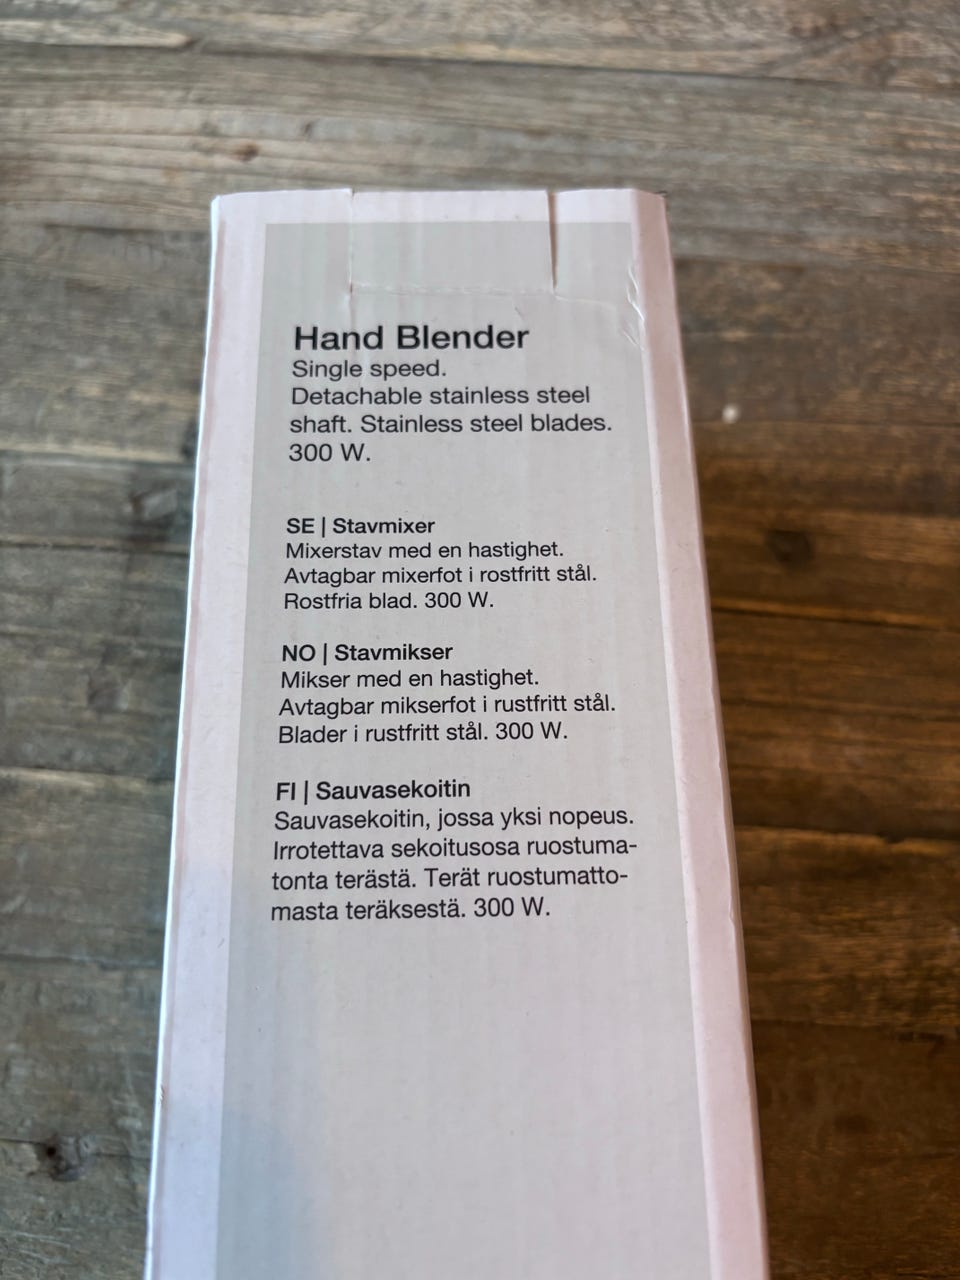 Hand Blender
Single speed.
Detachable stainless steel
shaft. Stainless steel blades.
300 W.
SE | Stavmixer
Mixerstav med en hastighet.
Avtagbar mixerfot i rostfritt stål.
Rostfria blad. 300 W.
NO | Stavmikser
Mikser med en hastighet.
Avtagbar mikserfot i rustfritt stål.
Blader i rustfritt stål. 300 W.
FI | Sauvasekoitin
Sauvasekoitin, jossa yksi nopeus.
Irrotettava sekoitusosa ruostuma-
tonta terästä. Terät ruostumatto-
masta teräksestä. 300 W.